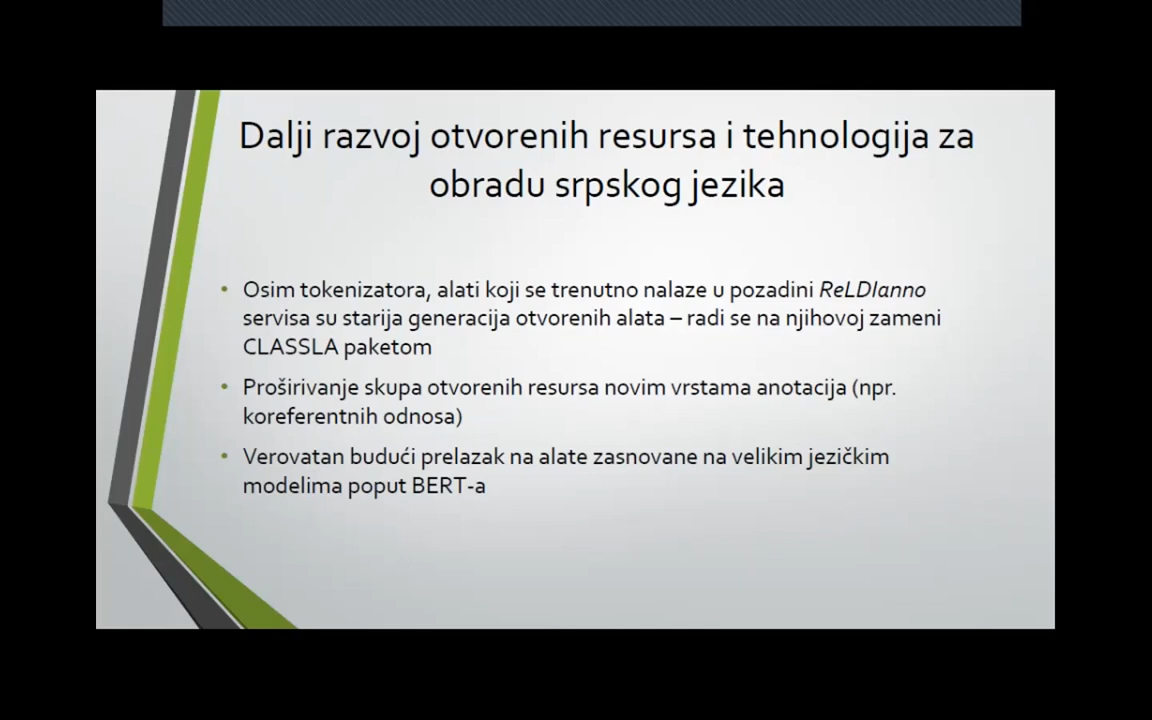 Dalji razvoj otvorenih resursa i tehnologija za
obradu srpskog jezika
• Osim tokenizatora, alati koji se trenutno nalaze u pozadini ReLDIanno
servisa su starija generacija otvorenih alata – radi se na njihovoj zameni
CLASSLA paketom
• Proširivanje skupa otvorenih resursa novim vrstama anotacija (npr.
koreferentnih odnosa)
• Verovatan budući prelazak na alate zasnovane na velikim jezičkim
modelima poput BERT-a